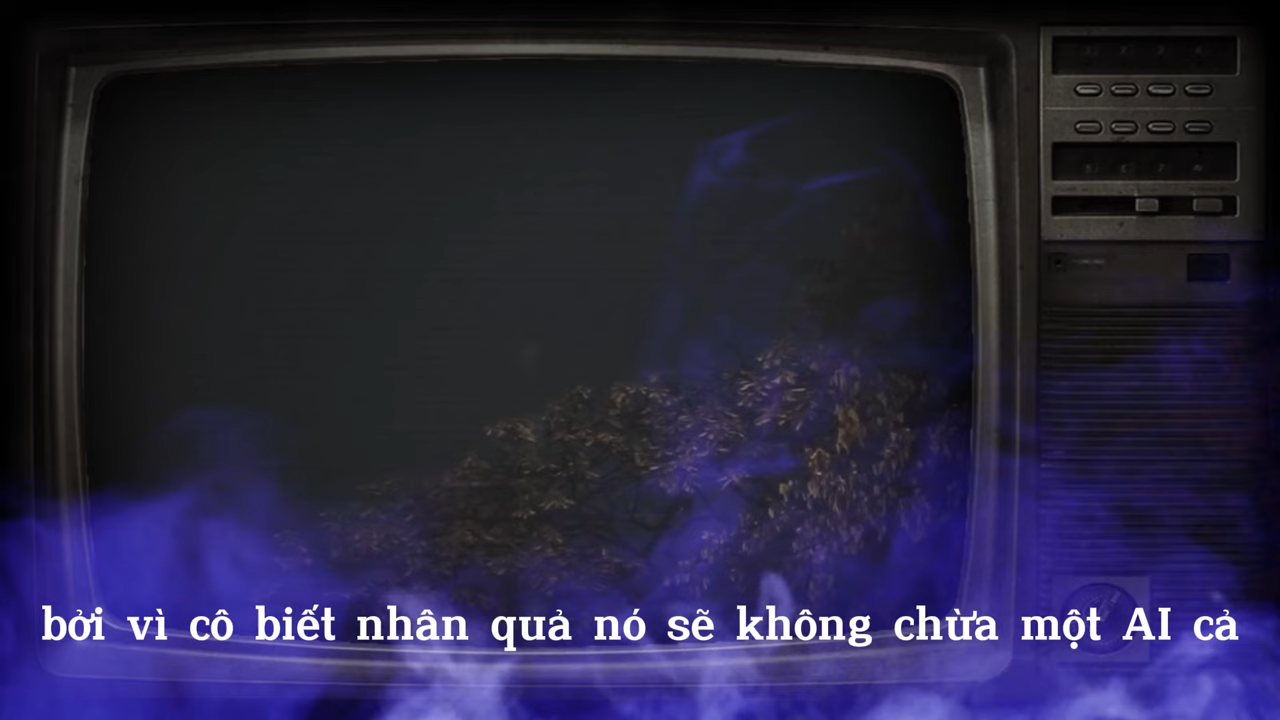 bởi vì cô biết nhân quả nó sẽ không chừa một AI cả